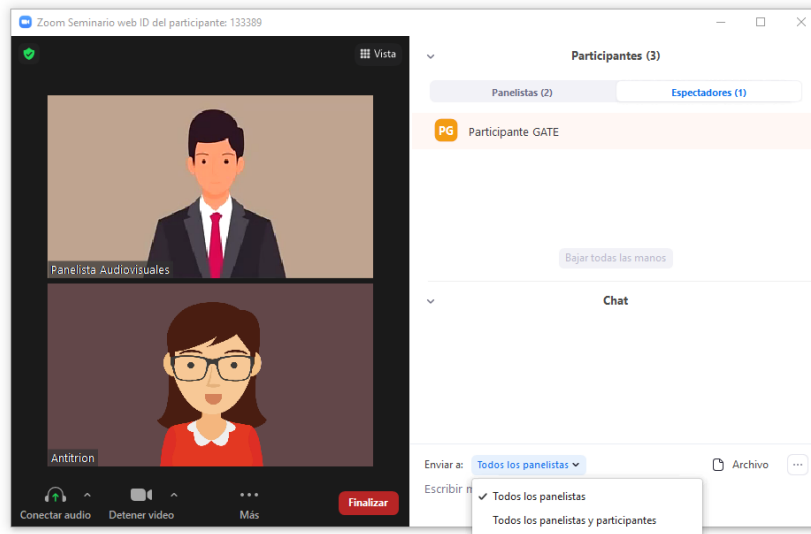 Zoom Seminario web ID del participante: 133389
Vista
Panelista Audiovisuales
Antitrion
Conectar audio
Detener video
Más
Finalizar
Participantes (3)
Panelistas (2)
Espectadores (1)
PG
Participante GATE
Bajar todas las manos
Chat
Enviar a:
Todos los panelistas
Archivo
Escribir
Todos los panelistas
Todos los panelistas y participantes